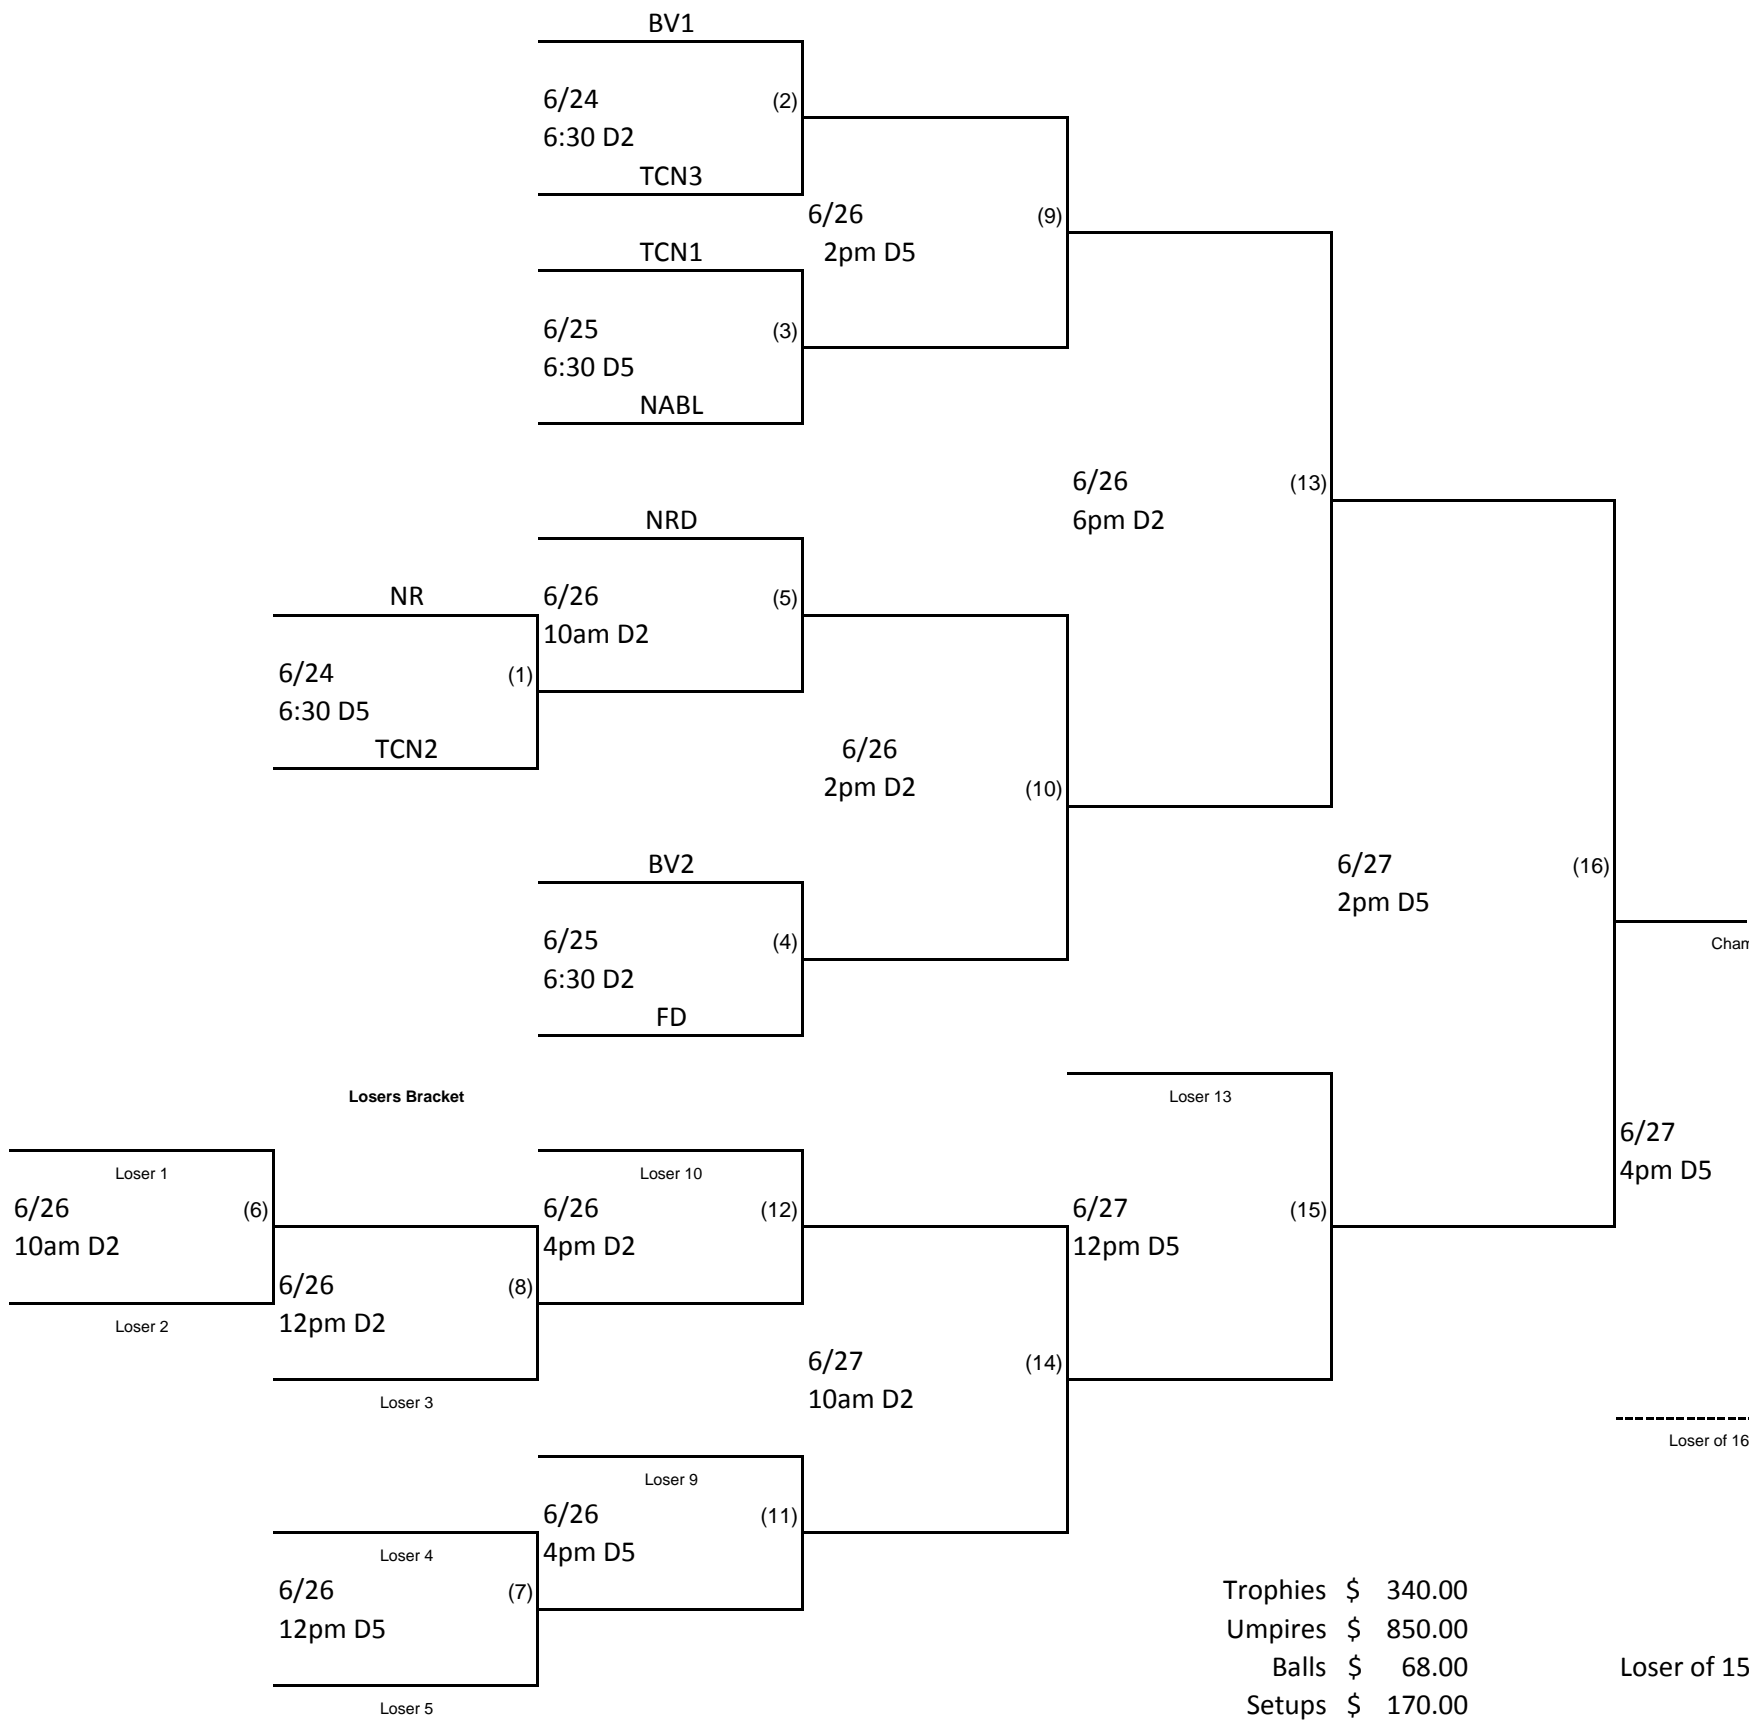 BV1
6/24 (2)
6:30 D2
TCN3
6/26 (9)
2pm D5
TCN1
6/25 (3)
6:30 D5
NABL
6/26 (13)
6pm D2
NRD
6/26 (5)
10am D2
NR
6/24 (1)
6:30 D5
TCN2
6/26
2pm D2 (10)
BV2
6/27 (16)
2pm D5
6/25 (4)
6:30 D2
Cham
FD
Losers Bracket
Loser 13
6/27
4pm D5
Loser 1
Loser 10
6/26 (6)
10am D2
6/26 (12)
4pm D2
6/27 (15)
12pm D5
6/26 (8)
12pm D2
Loser 2
6/27 (14)
10am D2
Loser 3
Loser of 16
Loser 9
6/26 (11)
4pm D5
Loser 4
6/26 (7)
12pm D5
Loser 5
Trophies $ 340.00
Umpires $ 850.00
Balls $ 68.00
Loser of 15
Setups $ 170.00